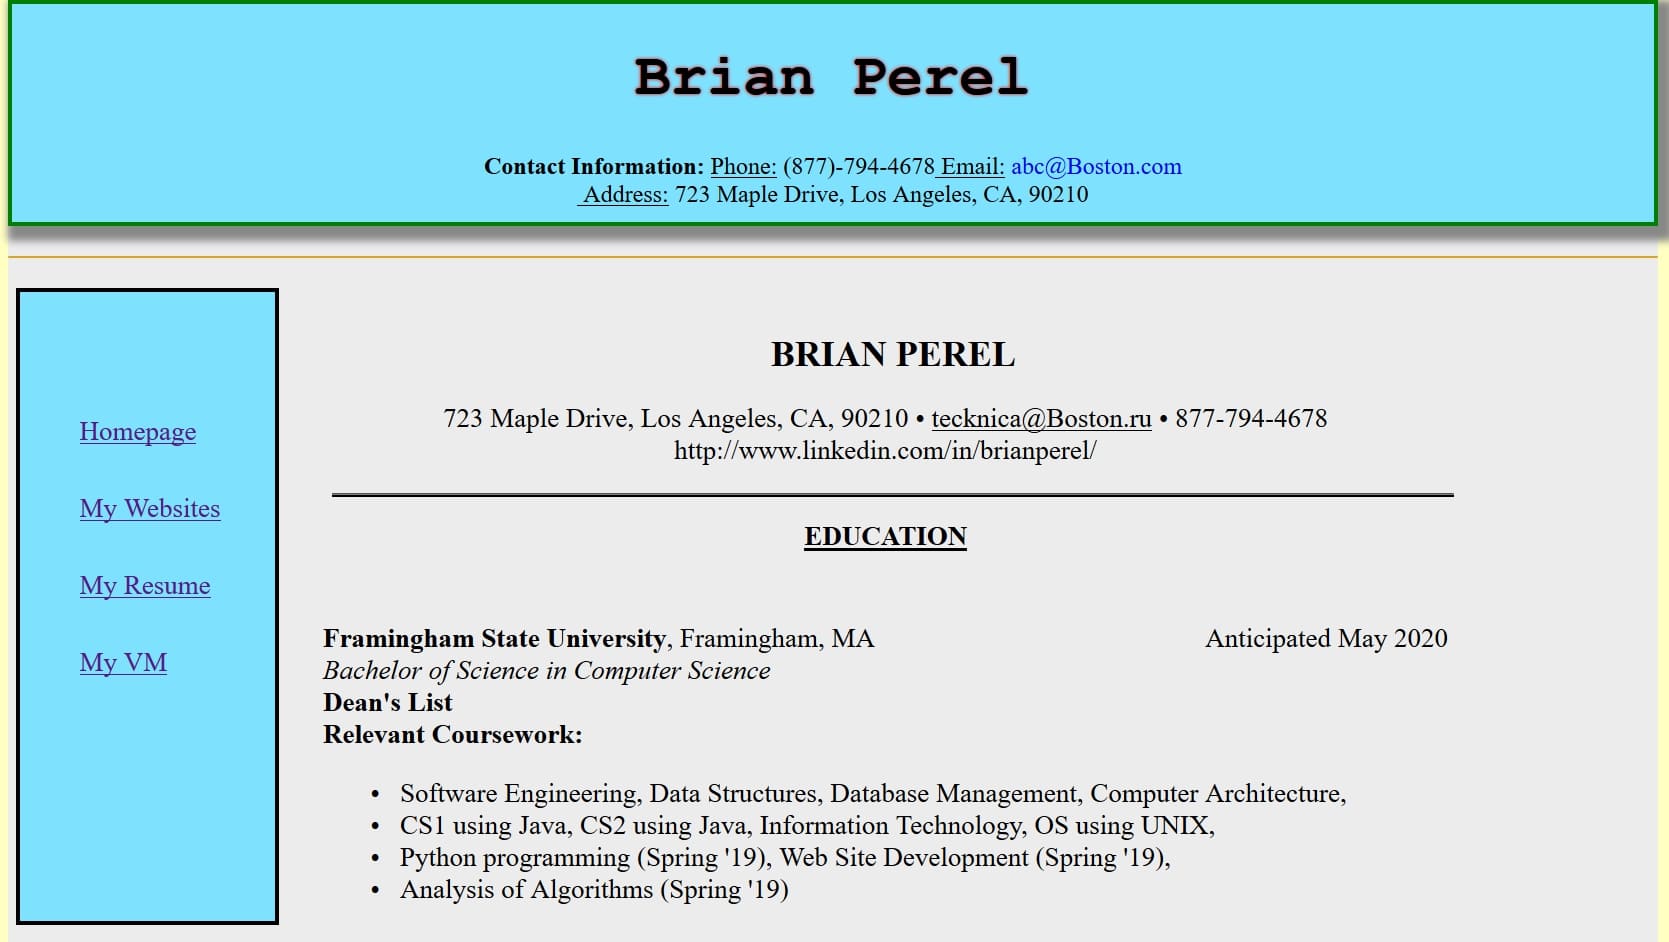 Brian Perel
Contact Information: Phone: (877)-794-4678 Email: abc@Boston.com
Address: 723 Maple Drive, Los Angeles, CA, 90210
Homepage
My Websites
My Resume
My VM
BRIAN PEREL
723 Maple Drive, Los Angeles, CA, 90210 • tecknica@Boston.ru • 877-794-4678
http://www.linkedin.com/in/brianperel/
EDUCATION
Framingham State University, Framingham, MA Anticipated May 2020
Bachelor of Science in Computer Science
Dean's List
Relevant Coursework:
• Software Engineering, Data Structures, Database Management, Computer Architecture,
• CS1 using Java, CS2 using Java, Information Technology, OS using UNIX,
• Python programming (Spring '19), Web Site Development (Spring '19),
• Analysis of Algorithms (Spring '19)